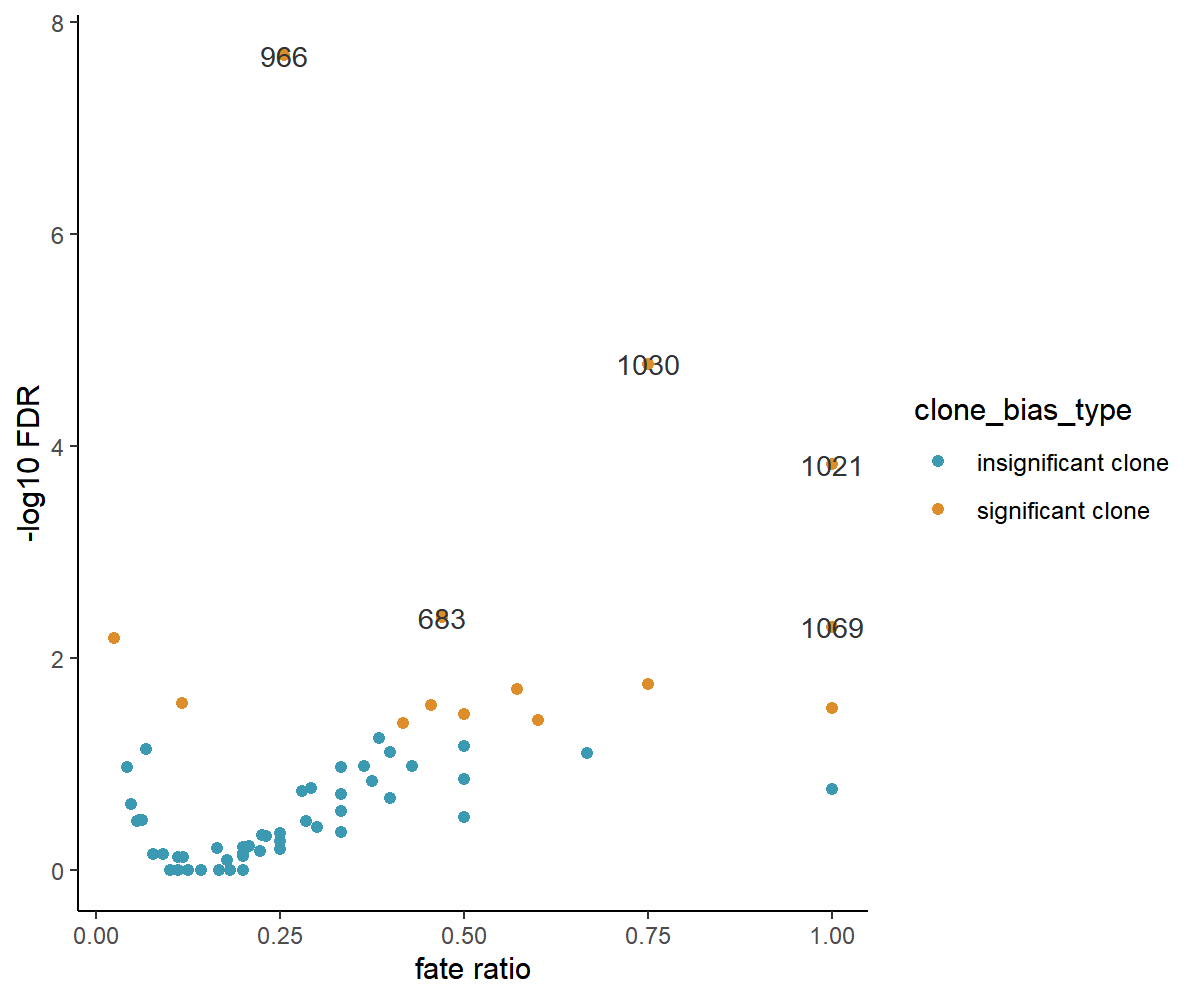 8
966
6
1030
clone_bias_type
-log10 FDR
4
1021
insignificant clone
significant clone
683
1069
2
0
0.00 0.25 0.50 0.75 1.00
fate ratio